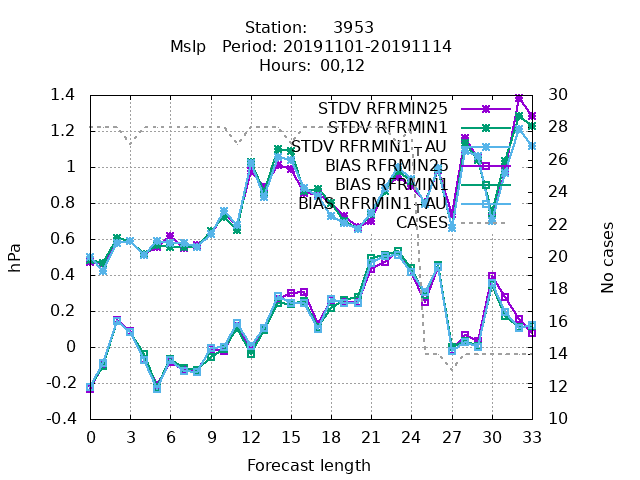 Station: 3953
Mslp Period: 20191101-20191114
Hours: 00,12
1.4 30
STDV RFRMIN25
1.2 STDV RFRMIN1 28
STDV RFRMIN1-AU
1 BIAS RFRMIN25 26
BIAS RFRMIN1 24
0.8 BIAS RFRMIN1-AU
CASES 22
0.6
20
0.4
18
0.2 16
0 14
-0.2 12
-0.4 10
0 3 6 9 12 15 18 21 24 27 30 33
Forecast length
hPa
No cases